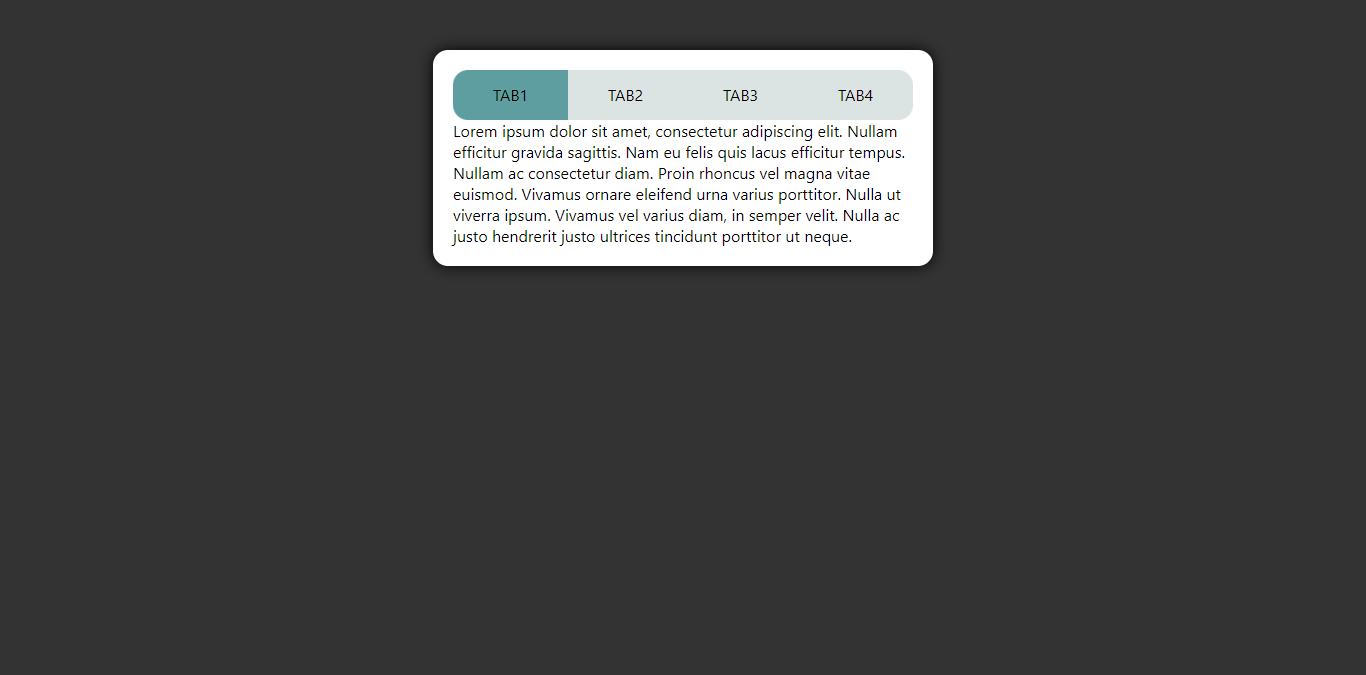 TAB1 TAB2 TAB3 TAB4
Lorem ipsum dolor sit amet, consectetur adipiscing elit. Nullam
efficitur gravida sagittis. Nam eu felis quis lacus efficitur tempus.
Nullam ac consectetur diam. Proin rhoncus vel magna vitae
euismod. Vivamus ornare eleifend urna varius porttitor. Nulla ut
viverra ipsum. Vivamus vel varius diam, in semper velit. Nulla ac
justo hendrerit justo ultrices tincidunt porttitor ut neque.